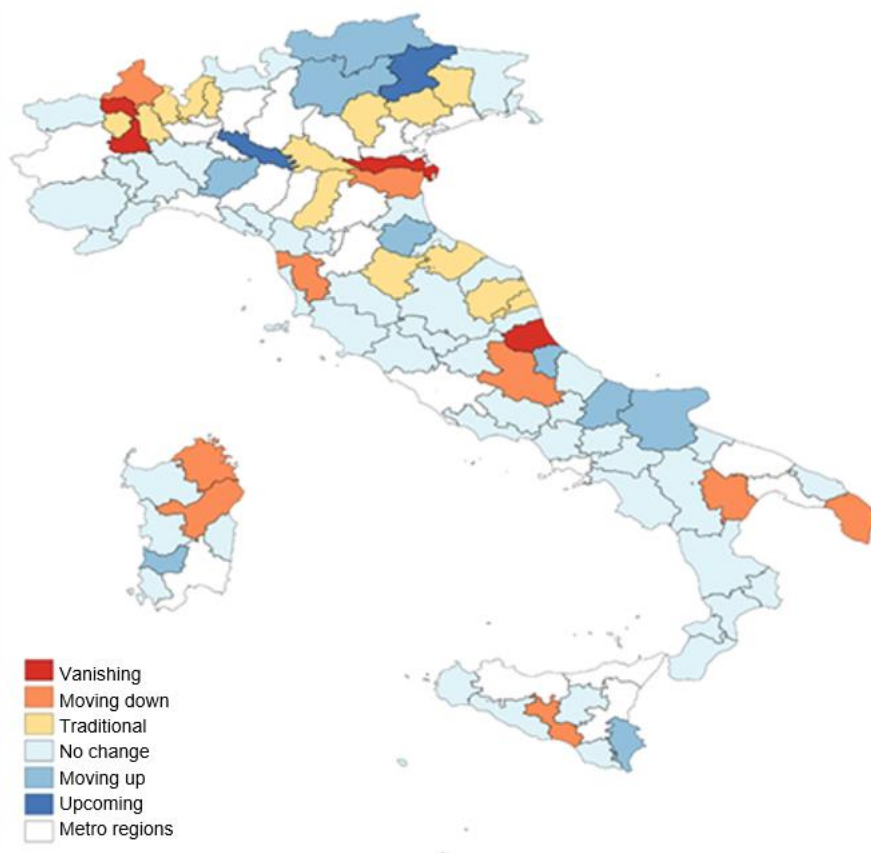 Vanishing
Moving down
Traditional
No change
Moving up
Upcoming
Metro regions